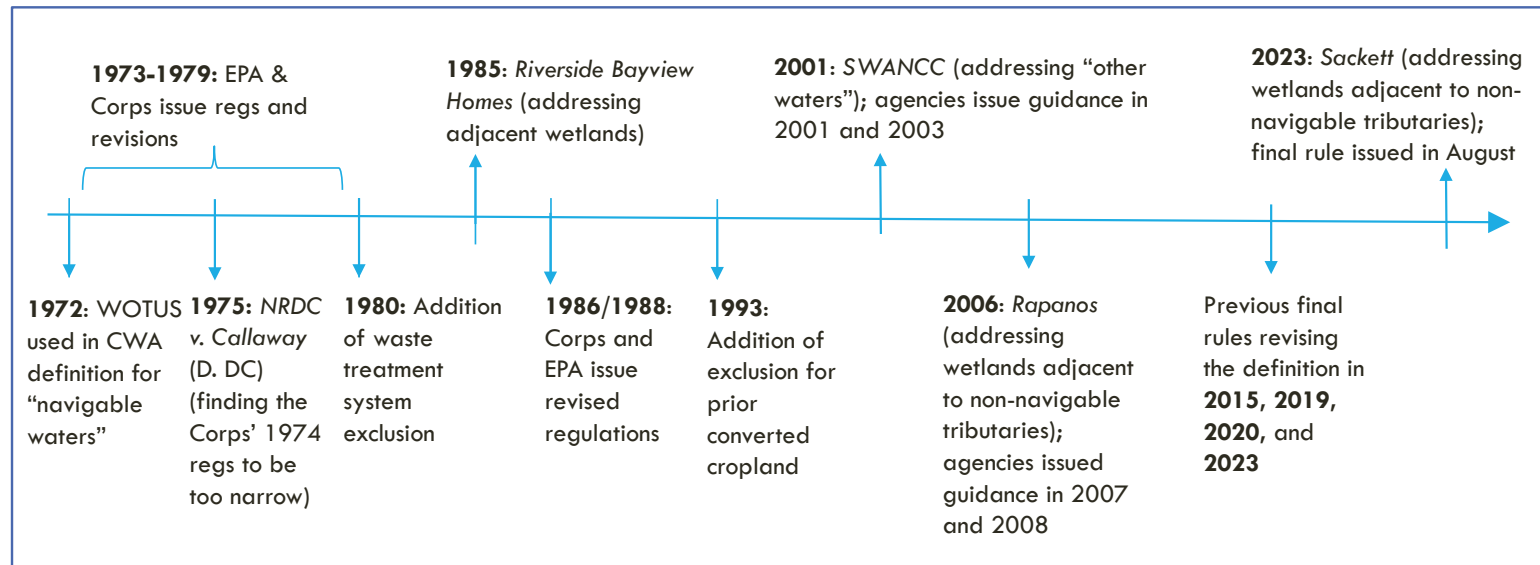 1973-1979: EPA &
Corps issue regs and
revisions
1985: Riverside Bayview
Homes (addressing
adjacent wetlands)
2001: SWANCC (addressing “other
waters”); agencies issue guidance in
2001 and 2003
2023: Sackett (addressing
wetlands adjacent to non-
navigable tributaries);
final rule issued in August
1972: WOTUS
used in CWA
definition for
“navigable
waters”
1975: NRDC
v. Callaway
(D. DC)
(finding the
Corps’ 1974
regs to be
too narrow)
1980: Addition
of waste
treatment
system
exclusion
1986/1988:
Corps and
EPA issue
revised
regulations
1993:
Addition of
exclusion for
prior
converted
cropland
2006: Rapanos
(addressing
wetlands adjacent
to non-navigable
tributaries);
agencies issued
guidance in 2007
and 2008
Previous final
rules revising
the definition in
2015, 2019,
2020, and
2023